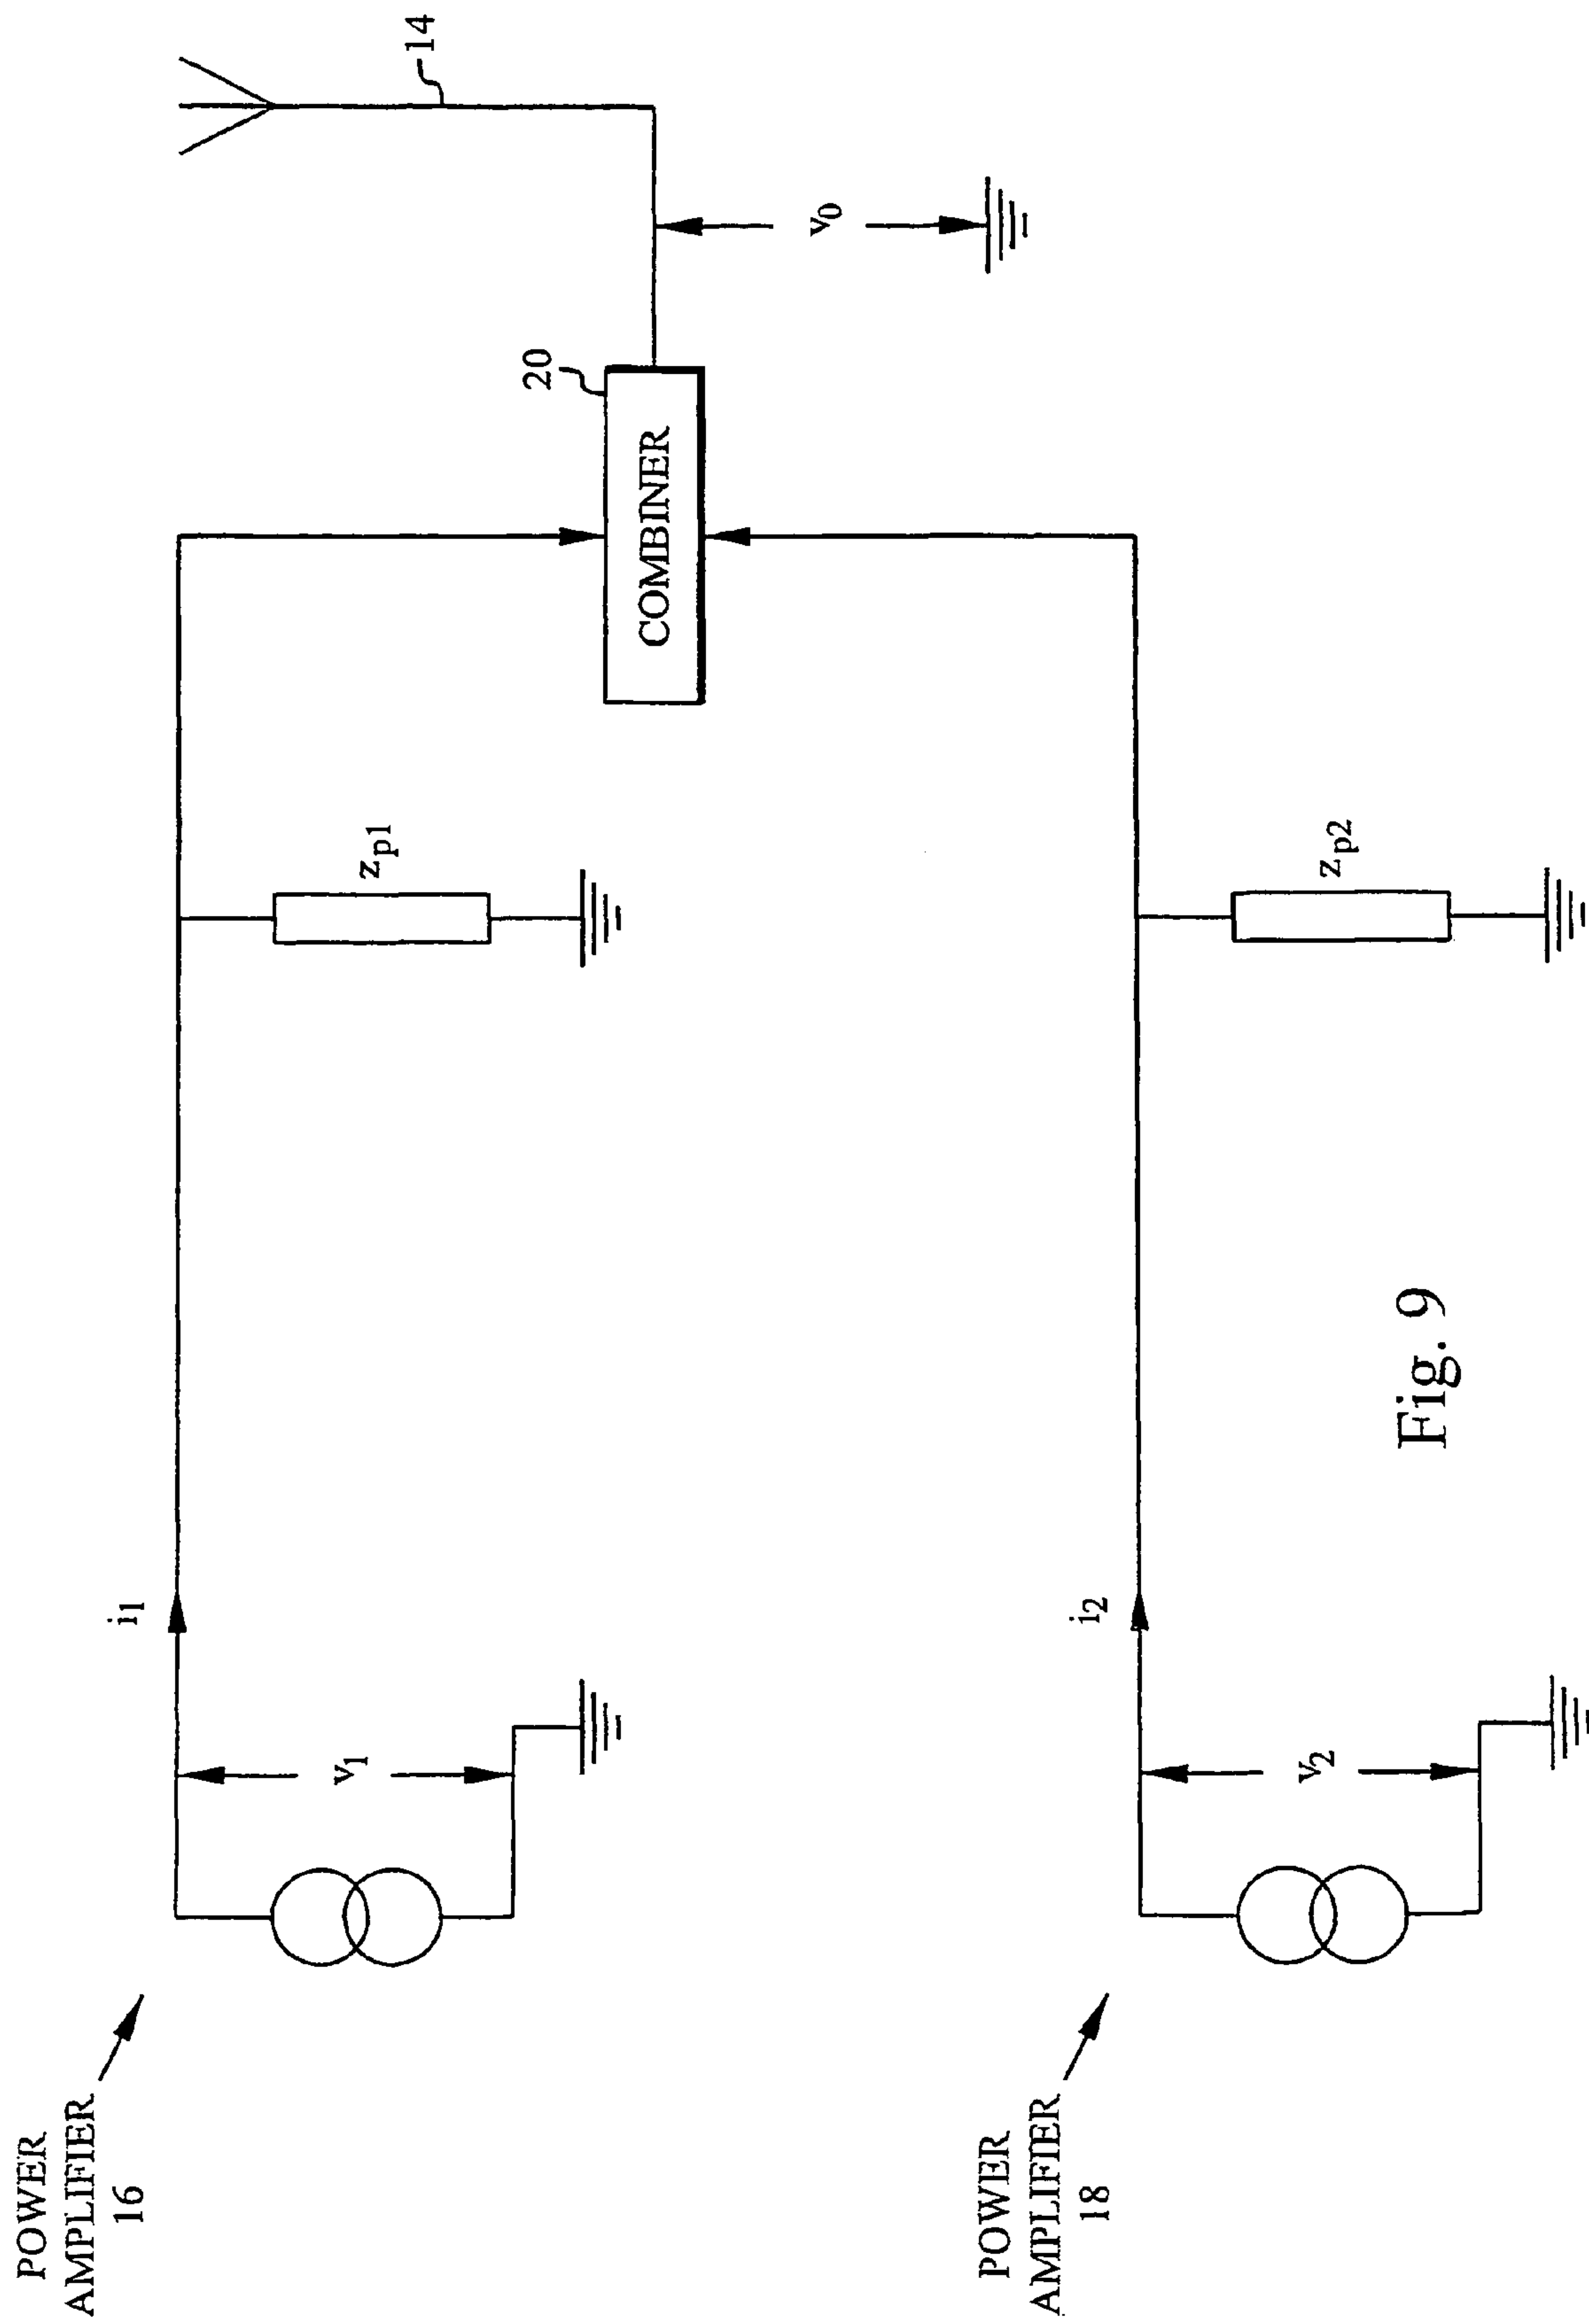 POWER
AMPLIFIER
16
v1
i1
zp1
COMBINER
20
14
v0
POWER
AMPLIFIER
18
v2
i2
zp2
Fig. 9